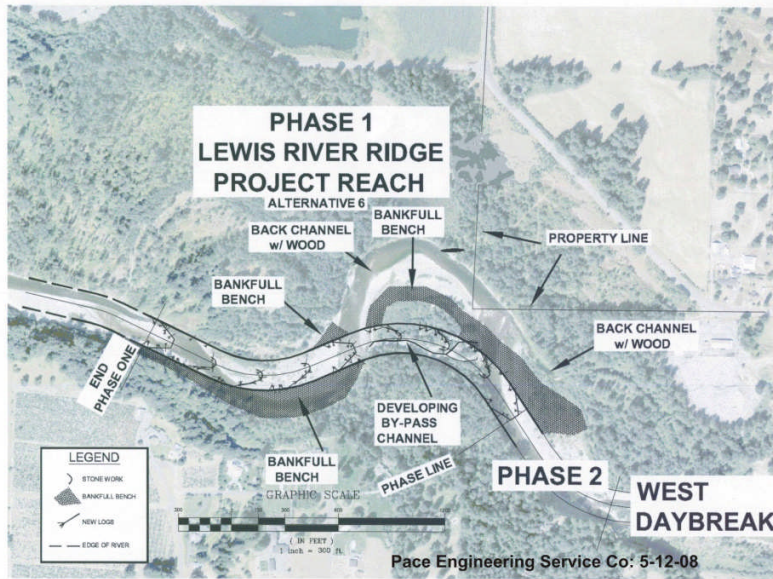 PHASE 1
LEWIS RIVER RIDGE
PROJECT REACH
ALTERNATIVE 6
BACK CHANNEL
w/ WOOD
BANKFULL
BENCH
PROPERTY LINE
BANKFULL
BENCH
BACK CHANNEL
w/ WOOD
END
PHASE ONE
DEVELOPING
BY-PASS
CHANNEL
BANKFULL
BENCH
PHASE LINE
PHASE 2
WEST
DAYBREAK
LEGEND
STONE WORK
BANKFULL BENCH
NEW LOGS
EDGE OF RIVER
GRAPHIC SCALE
( IN FEET )
1 inch = 300 ft.
Pace Engineering Service Co: 5-12-08